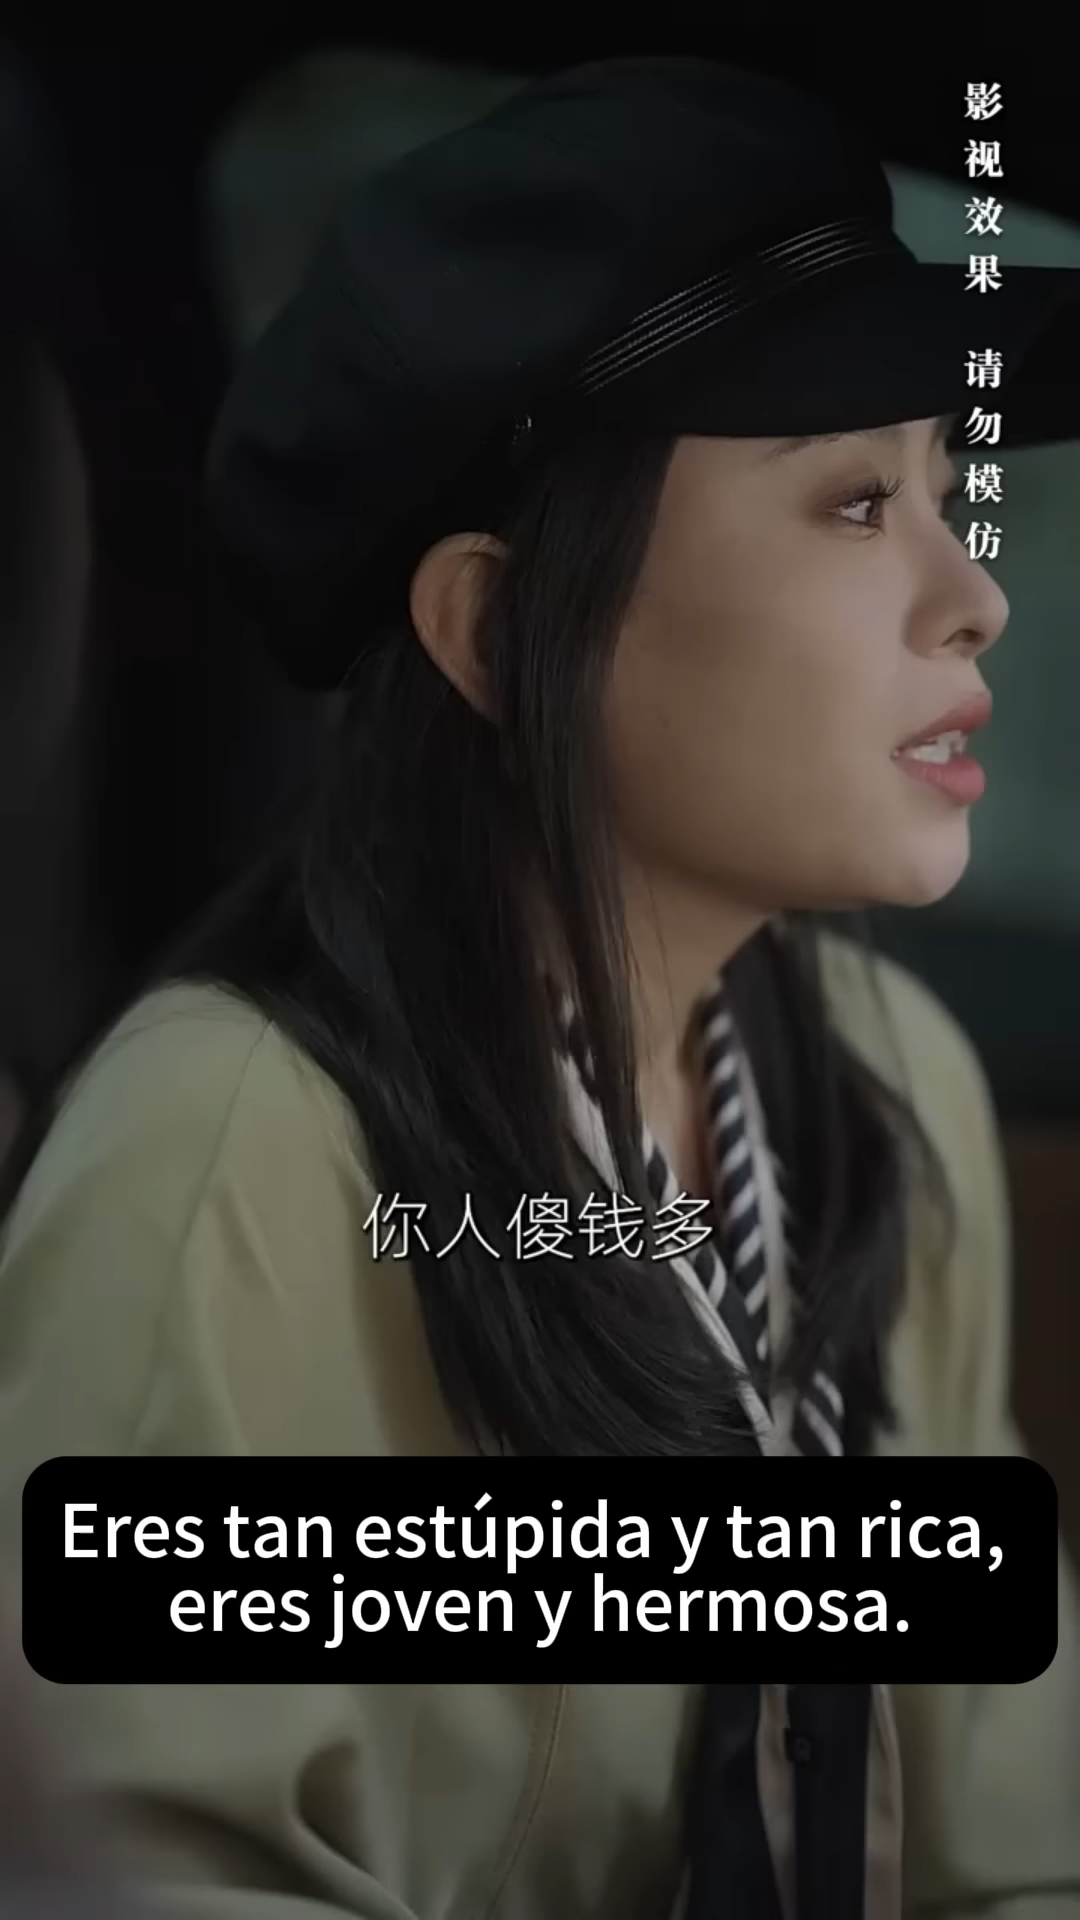 影视效果 请勿模仿
你人傻钱多
Eres tan estúpida y tan rica,
eres joven y hermosa.